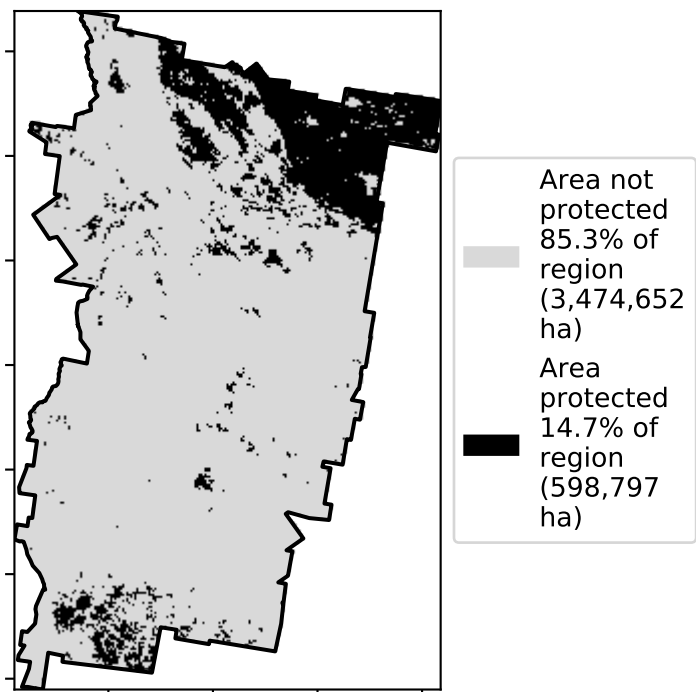 Area not
protected
85.3% of
region
(3,474,652
ha)
Area
protected
14.7% of
region
(598,797
ha)